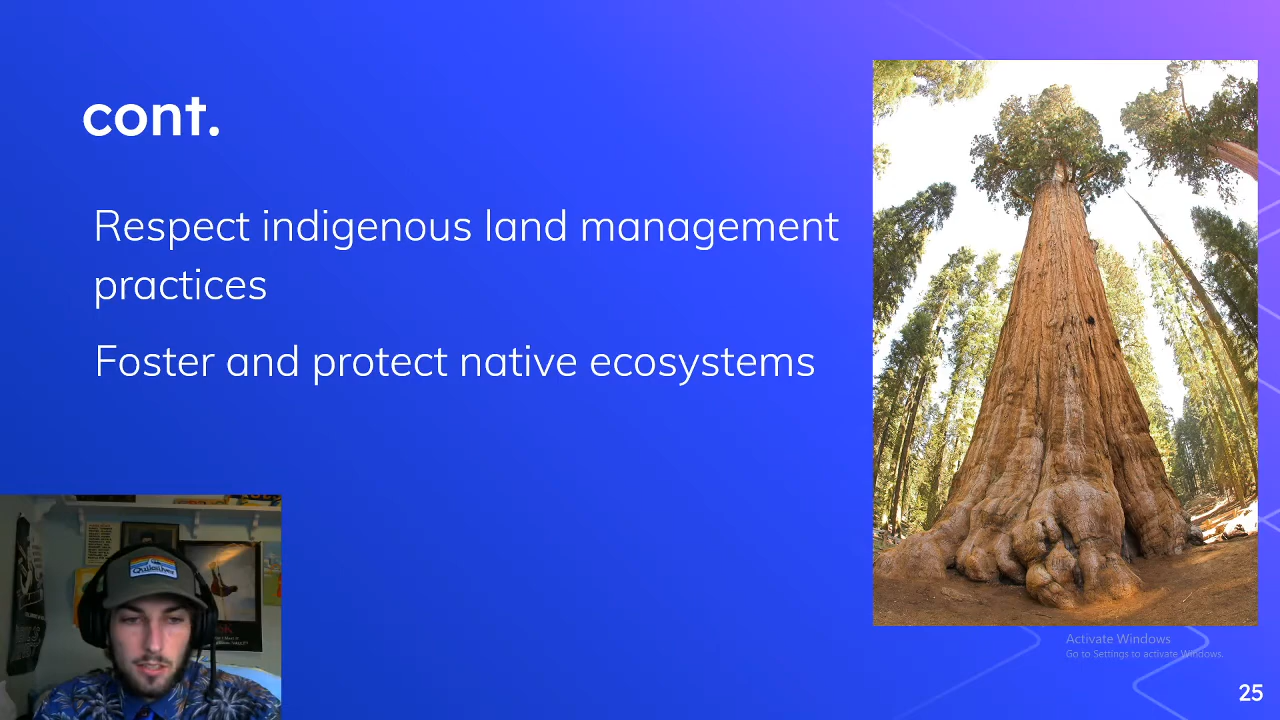 cont.
Respect indigenous land management
practices
Foster and protect native ecosystems
Quiksilver
Activate Windows
Go to Settings to activate Windows.
25